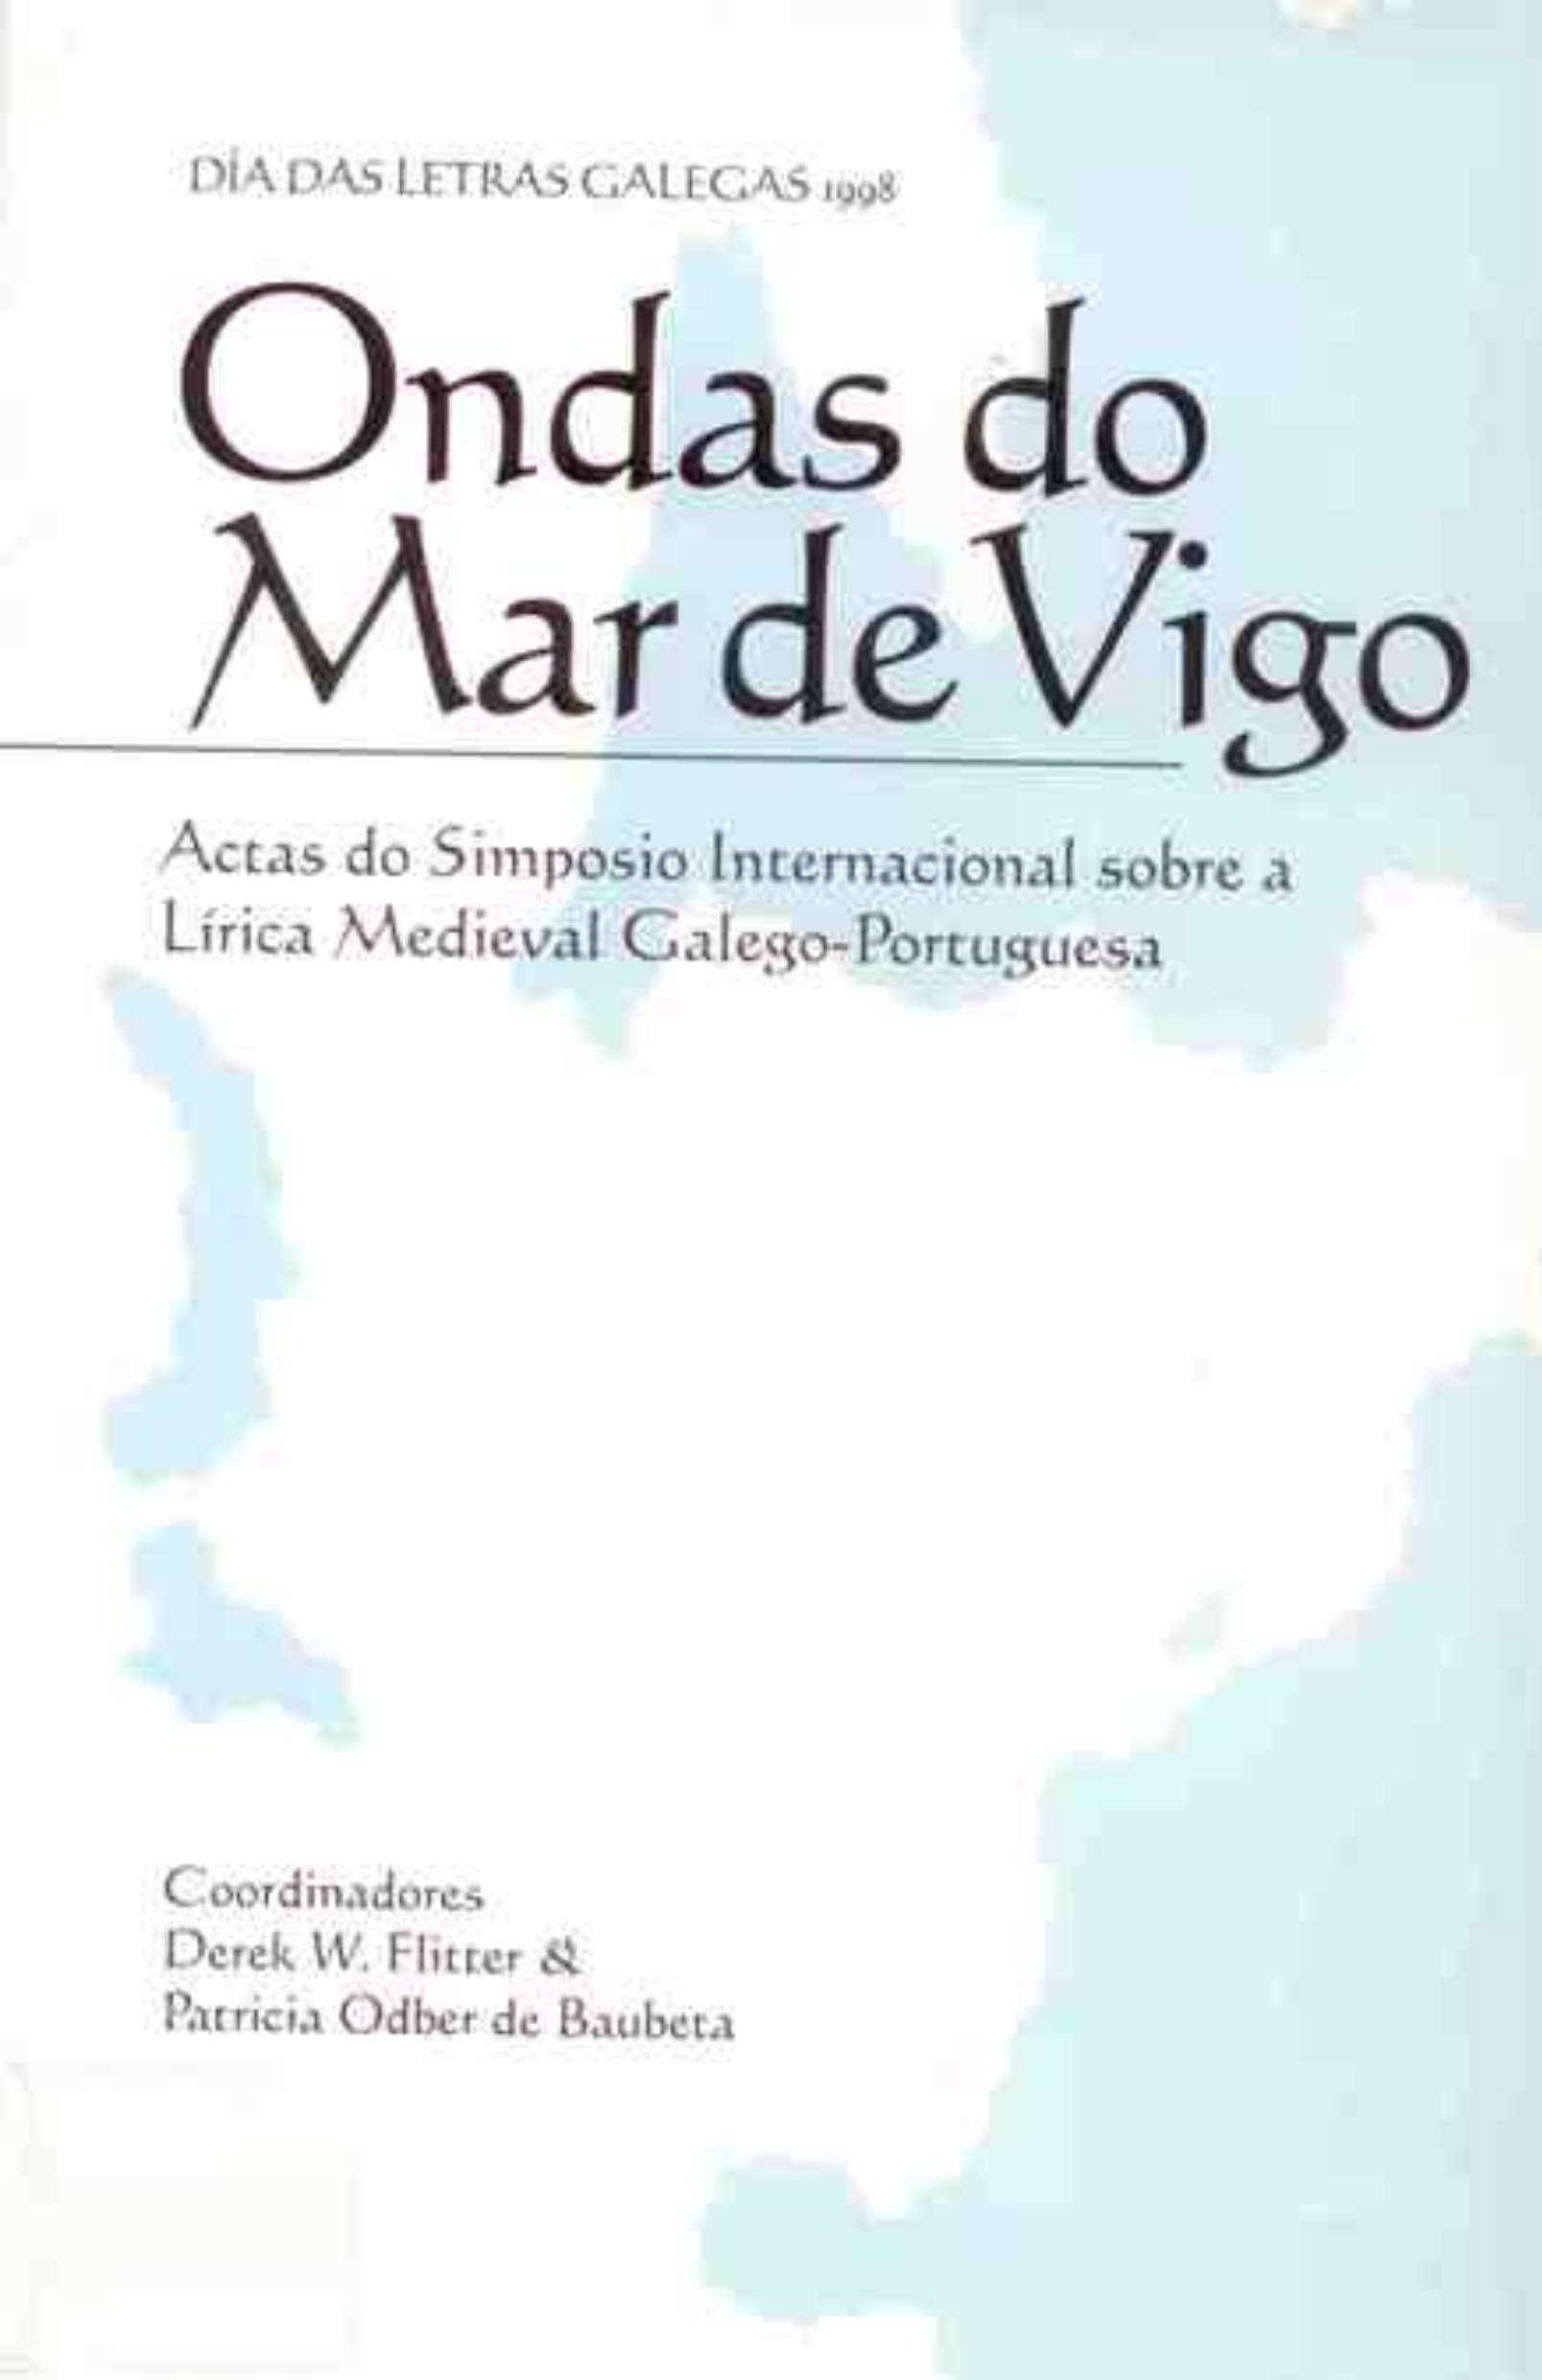 DÍA DAS LETRAS GALEGAS 1998
Ondas do
Mar de Vigo
Actas do Simposio Internacional sobre a
Lírica Medieval Galego-Portuguesa
Coordinadores
Derek W. Flitter &
Patricia Odber de Baubeta